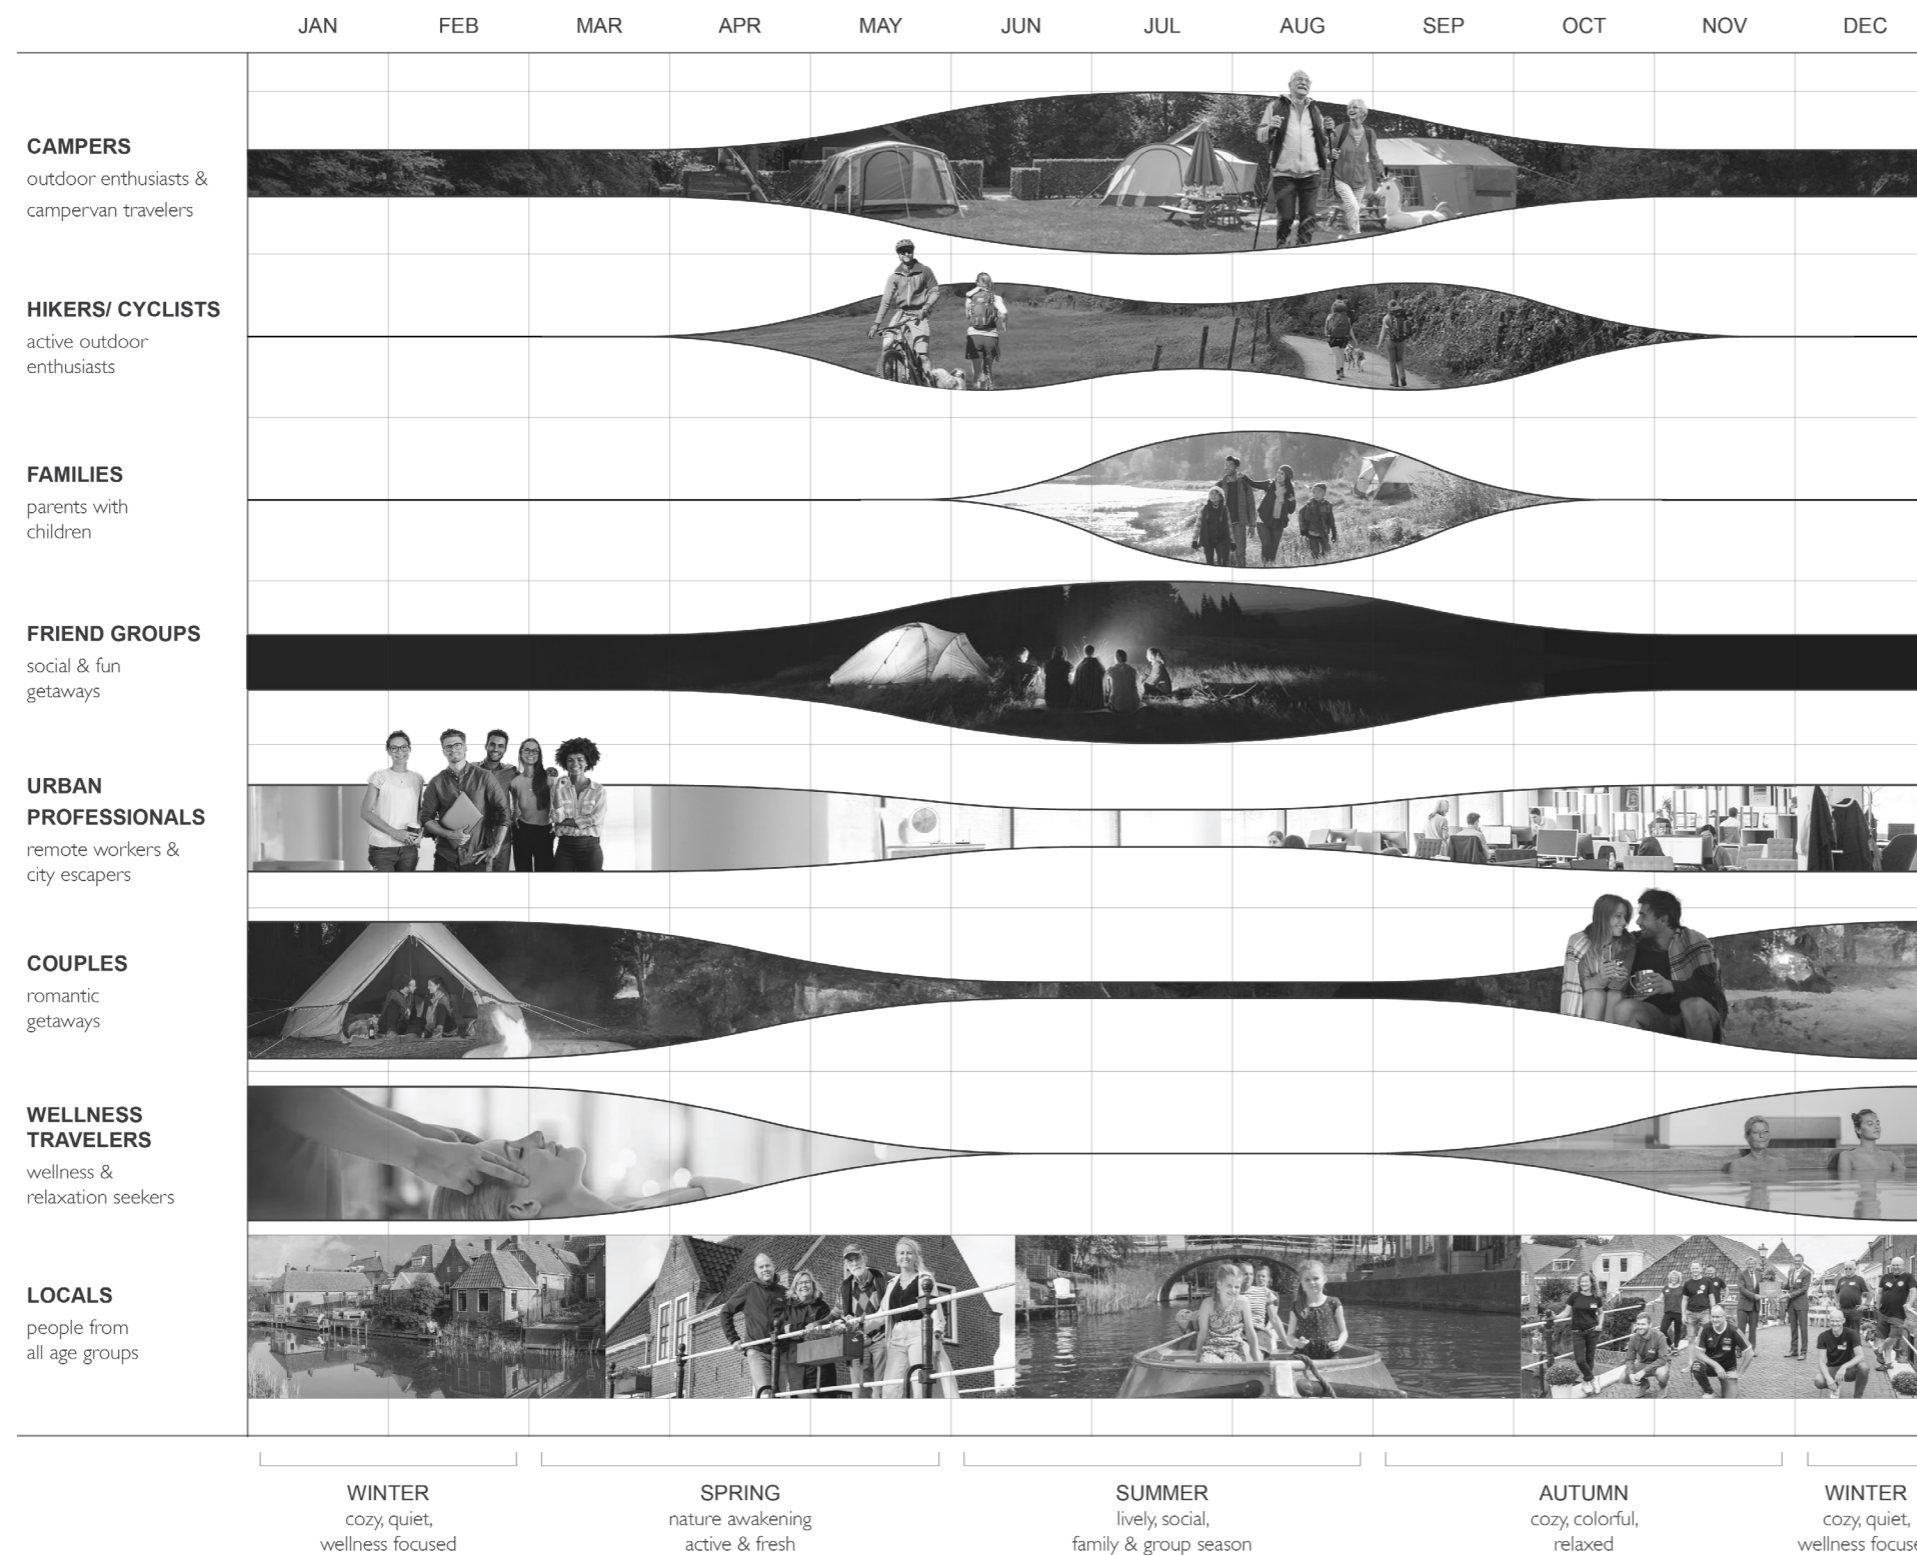 JAN FEB MAR APR MAY JUN JUL AUG SEP OCT NOV DEC
CAMPERS
outdoor enthusiasts &
campervan travelers
HIKERS/ CYCLISTS
active outdoor
enthusiasts
FAMILIES
parents with
children
FRIEND GROUPS
social & fun
getaways
URBAN
PROFESSIONALS
remote workers &
city escapers
COUPLES
romantic
getaways
WELLNESS
TRAVELERS
wellness &
relaxation seekers
LOCALS
people from
all age groups
WINTER
cozy, quiet,
wellness focused
SPRING
nature awakening
active & fresh
SUMMER
lively, social,
family & group season
AUTUMN
cozy, colorful,
relaxed
WINTER
cozy, quiet,
wellness focuse